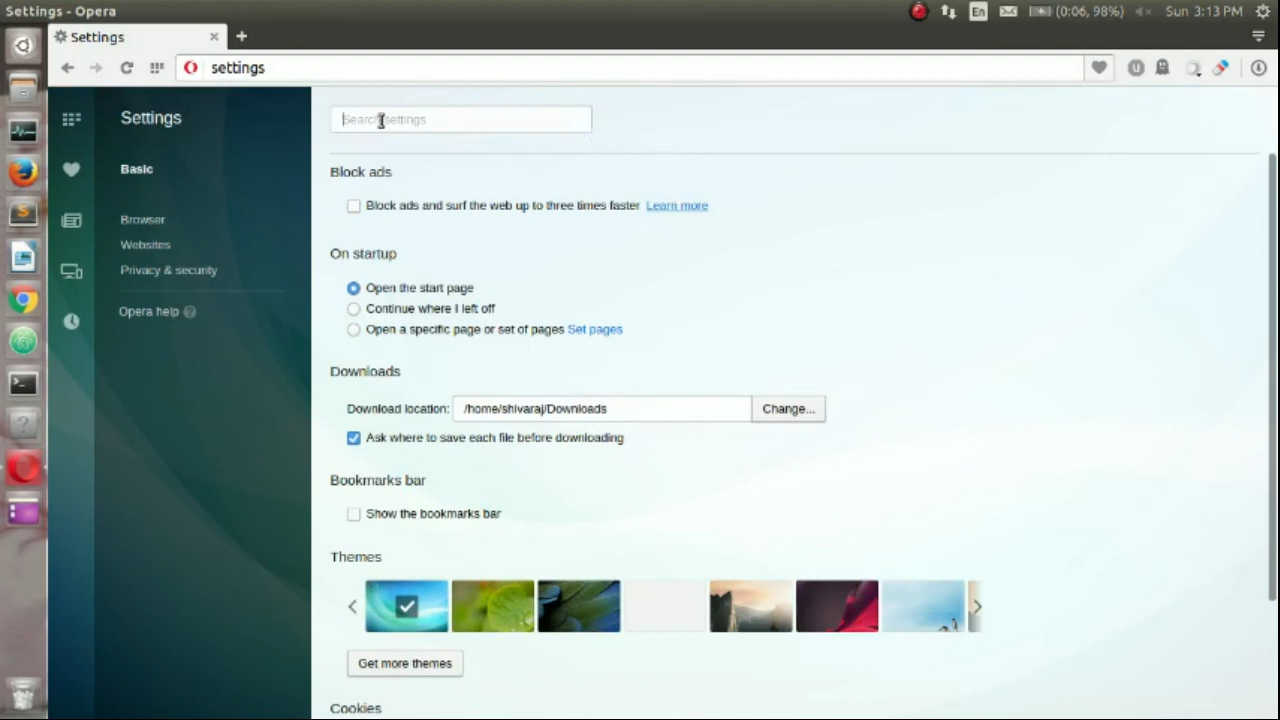 Settings - Opera
En
(0:06, 98%)
Sun 3:13 PM
Settings
settings
Settings
Search settings
Basic
Browser
Websites
Privacy & security
Opera help ?
Block ads
Block ads and surf the web up to three times faster Learn more
On startup
Open the start page
Continue where I left off
Open a specific page or set of pages Set pages
Downloads
Download location: /home/shivaraj/Downloads Change...
Ask where to save each file before downloading
Bookmarks bar
Show the bookmarks bar
Themes
Get more themes
Cookies